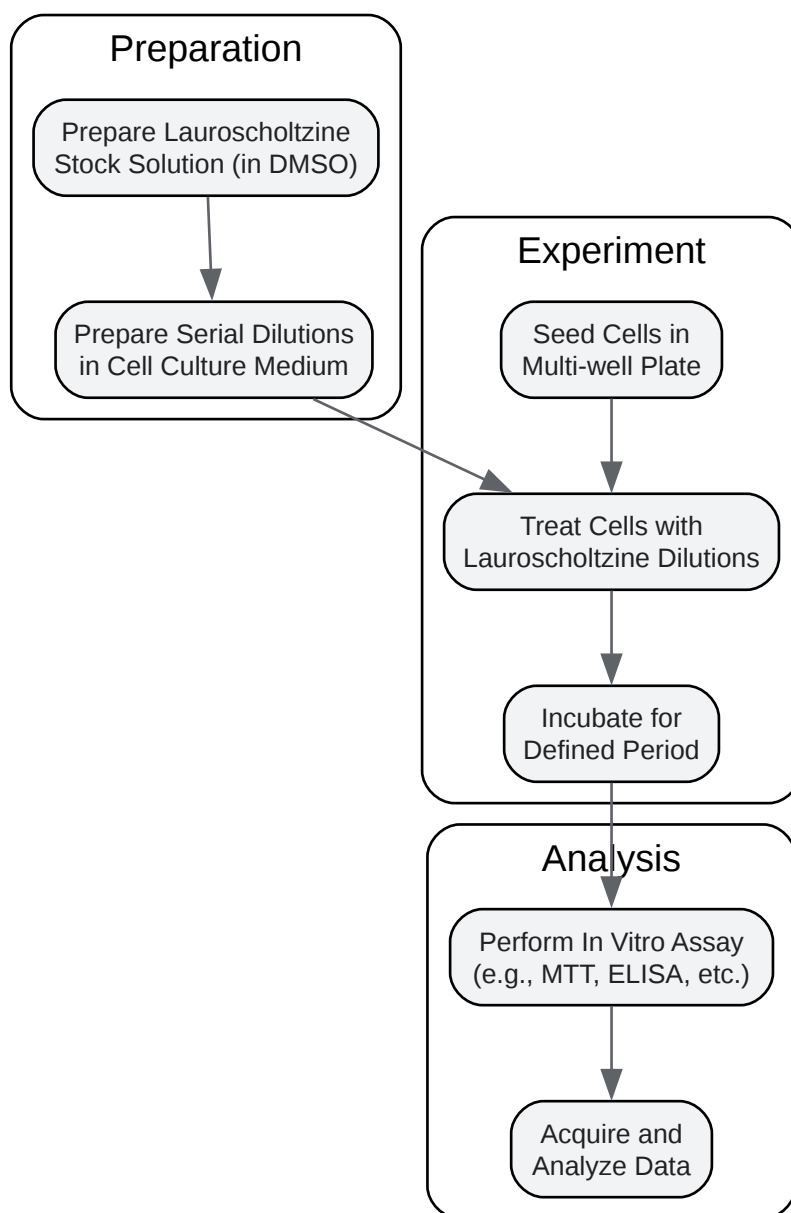 Preparation
Prepare Lauroscholtzine
Stock Solution (in DMSO)
Prepare Serial Dilutions
in Cell Culture Medium
Experiment
Seed Cells in
Multi-well Plate
Treat Cells with
Lauroscholtzine Dilutions
Incubate for
Defined Period
Analysis
Perform In Vitro Assay
(e.g., MTT, ELISA, etc.)
Acquire and
Analyze Data